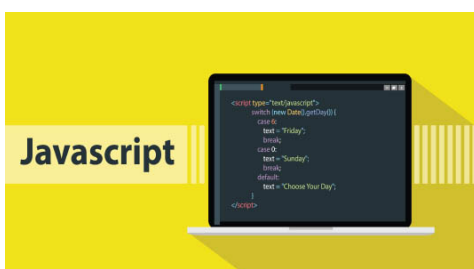 Javascript
<script type="text/javascript">
switch (new Date().getDay()) {
case 6:
text = "Friday";
break;
case 0:
text = "Sunday";
break;
default:
text = "Choose Your Day";
}
</script>